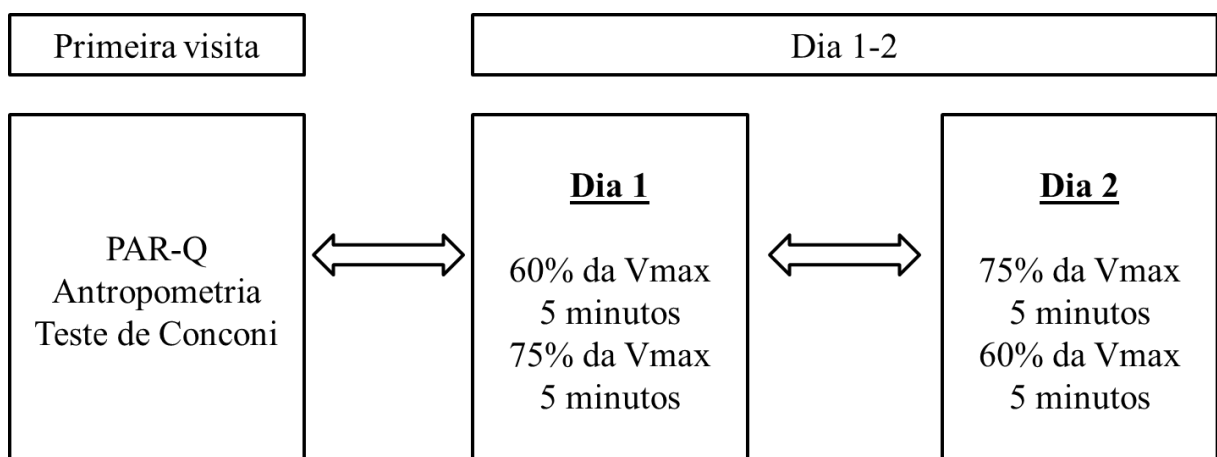 Primeira visita
Dia 1-2
PAR-Q
Antropometria
Teste de Conconi
Dia 1
60% da Vmax
5 minutos
75% da Vmax
5 minutos
Dia 2
75% da Vmax
5 minutos
60% da Vmax
5 minutos